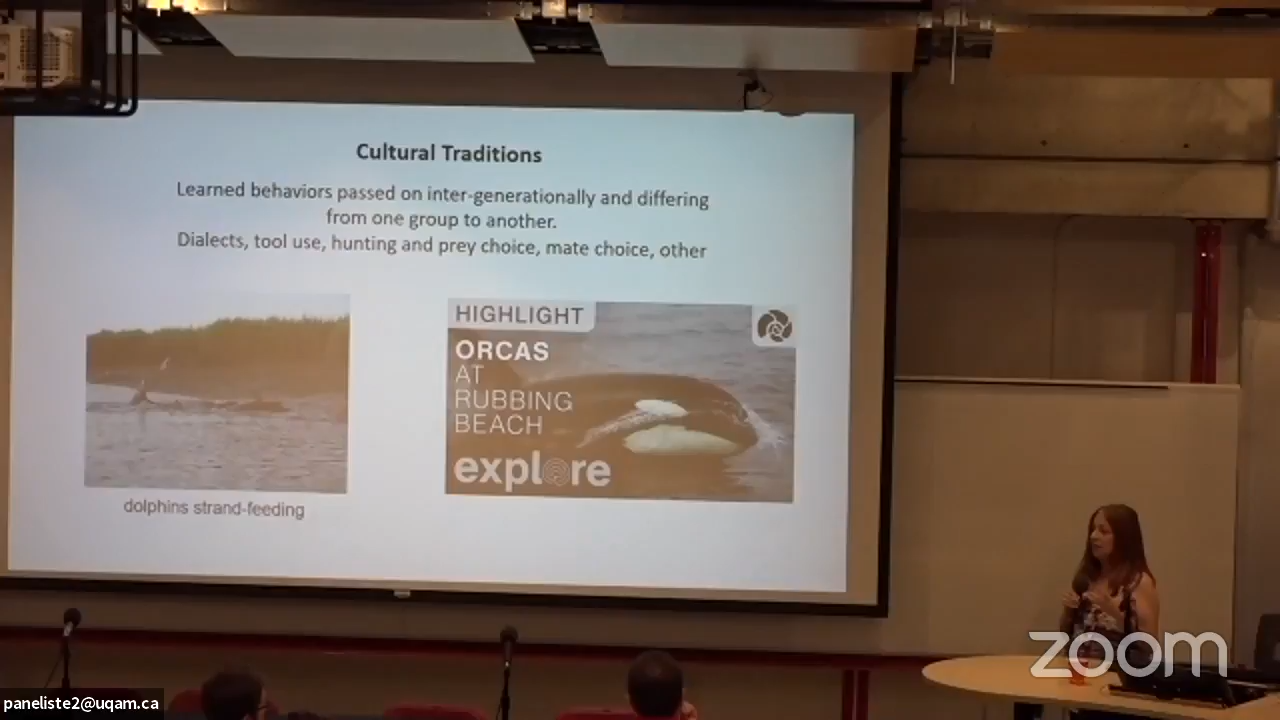 Cultural Traditions
Learned behaviors passed on inter-generationally and differing
from one group to another.
Dialects, tool use, hunting and prey choice, mate choice, other
HIGHLIGHT
ORCAS
AT
RUBBING
BEACH
explore
dolphins strand-feeding
zoom
paneliste2@uqam.ca